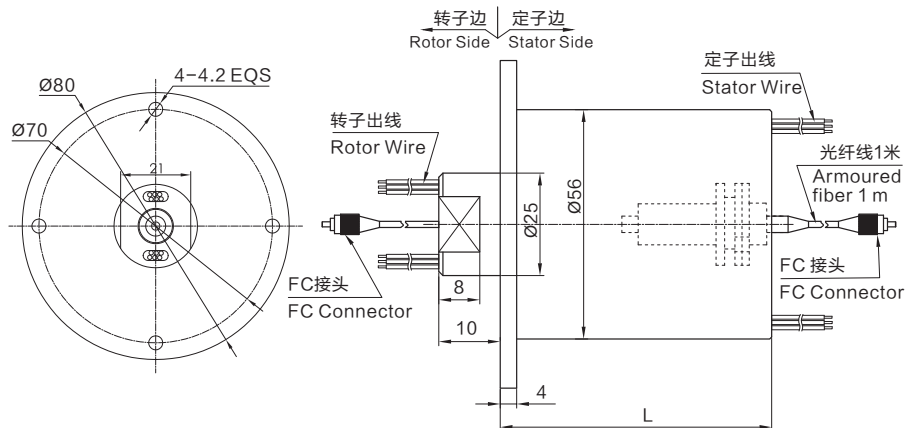 转子边 定子边
Rotor Side Stator Side
4-4.2 EQS
Ø80
Ø70
21
转子出线
Rotor Wire
定子出线
Stator Wire
光纤线1米
Armoured
fiber 1 m
Ø25
Ø56
FC接头
FC Connector
FC 接头
FC Connector
8
10
4
L